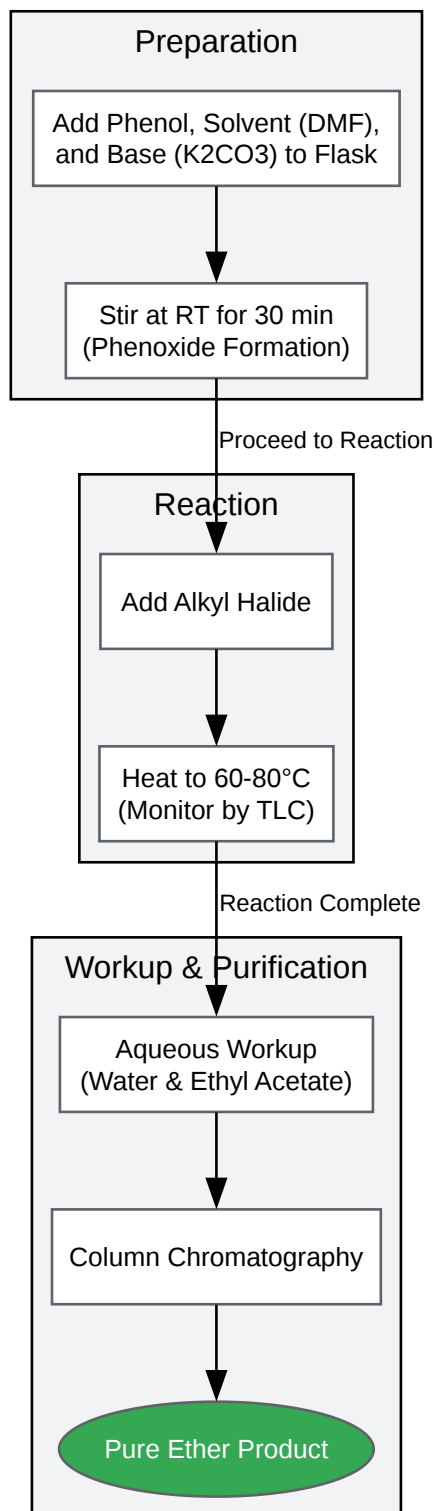 Preparation
Add Phenol, Solvent (DMF),
and Base (K2CO3) to Flask
Stir at RT for 30 min
(Phenoxide Formation)
Proceed to Reaction
Reaction
Add Alkyl Halide
Heat to 60-80°C
(Monitor by TLC)
Reaction Complete
Workup & Purification
Aqueous Workup
(Water & Ethyl Acetate)
Column Chromatography
Pure Ether Product